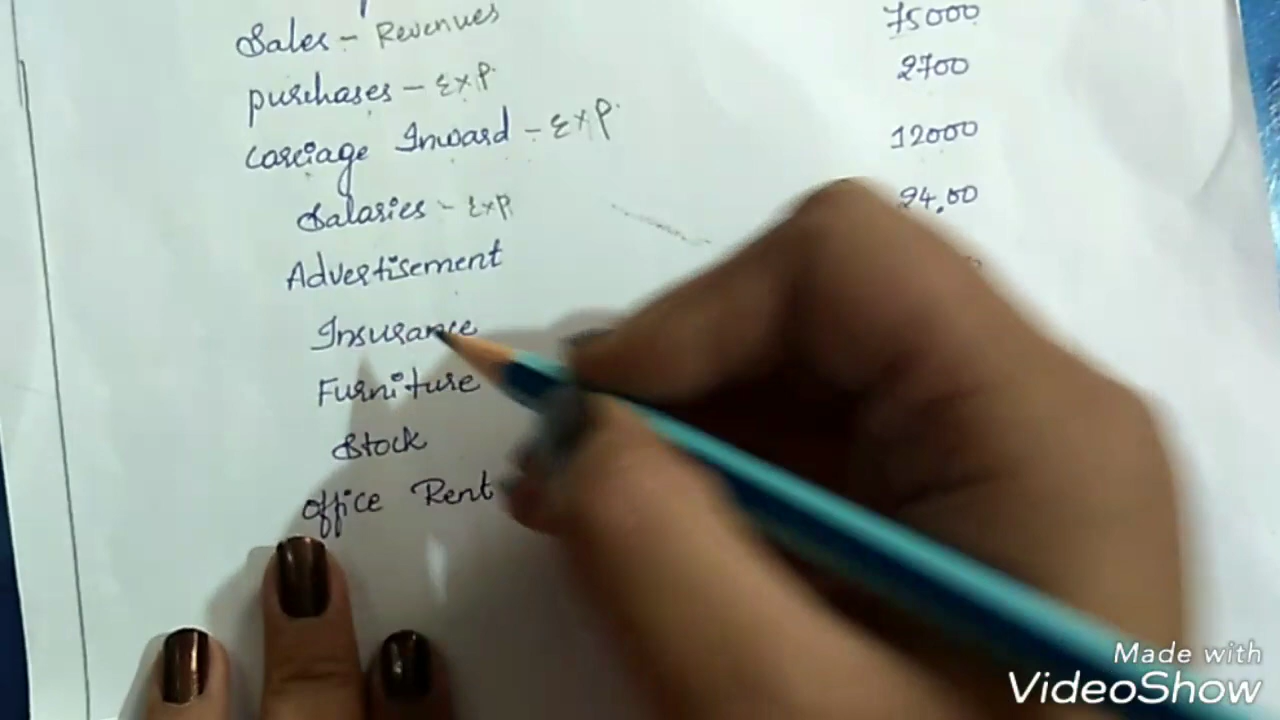 Sales - Revenues 75000
purchases - Exp. 2700
Carriage Inward - Exp. 12000
Salaries - Exp. 24.00
Advertisement
Insurance
Furniture
Stock
office Rent
Made with
VideoShow